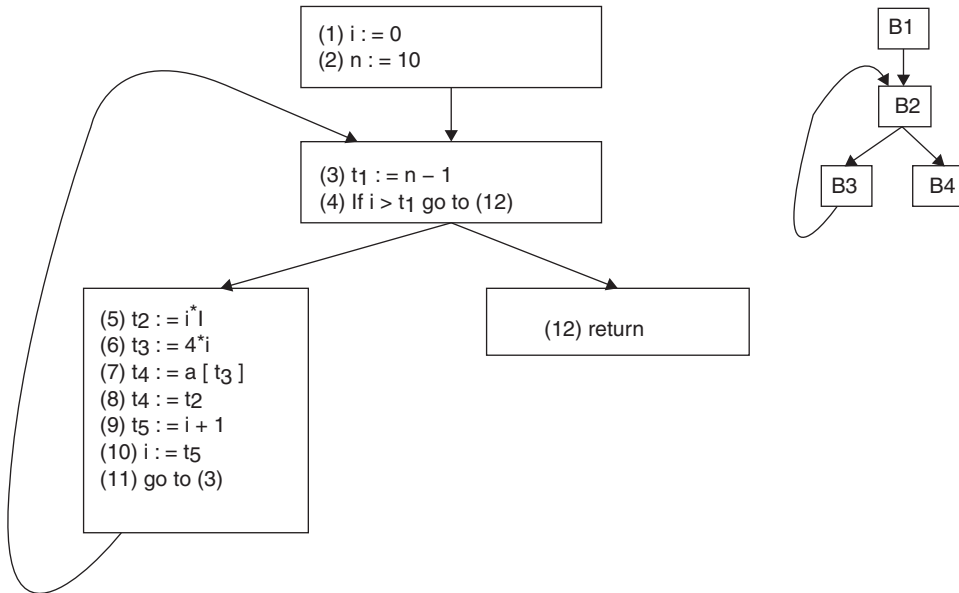 (1) i : = 0
(2) n : = 10
(3) t1 : = n – 1
(4) If i > t1 go to (12)
(5) t2 : = i*I
(6) t3 : = 4*i
(7) t4 : = a [ t3 ]
(8) t4 : = t2
(9) t5 : = i + 1
(10) i : = t5
(11) go to (3)
(12) return
B1
B2
B3
B4